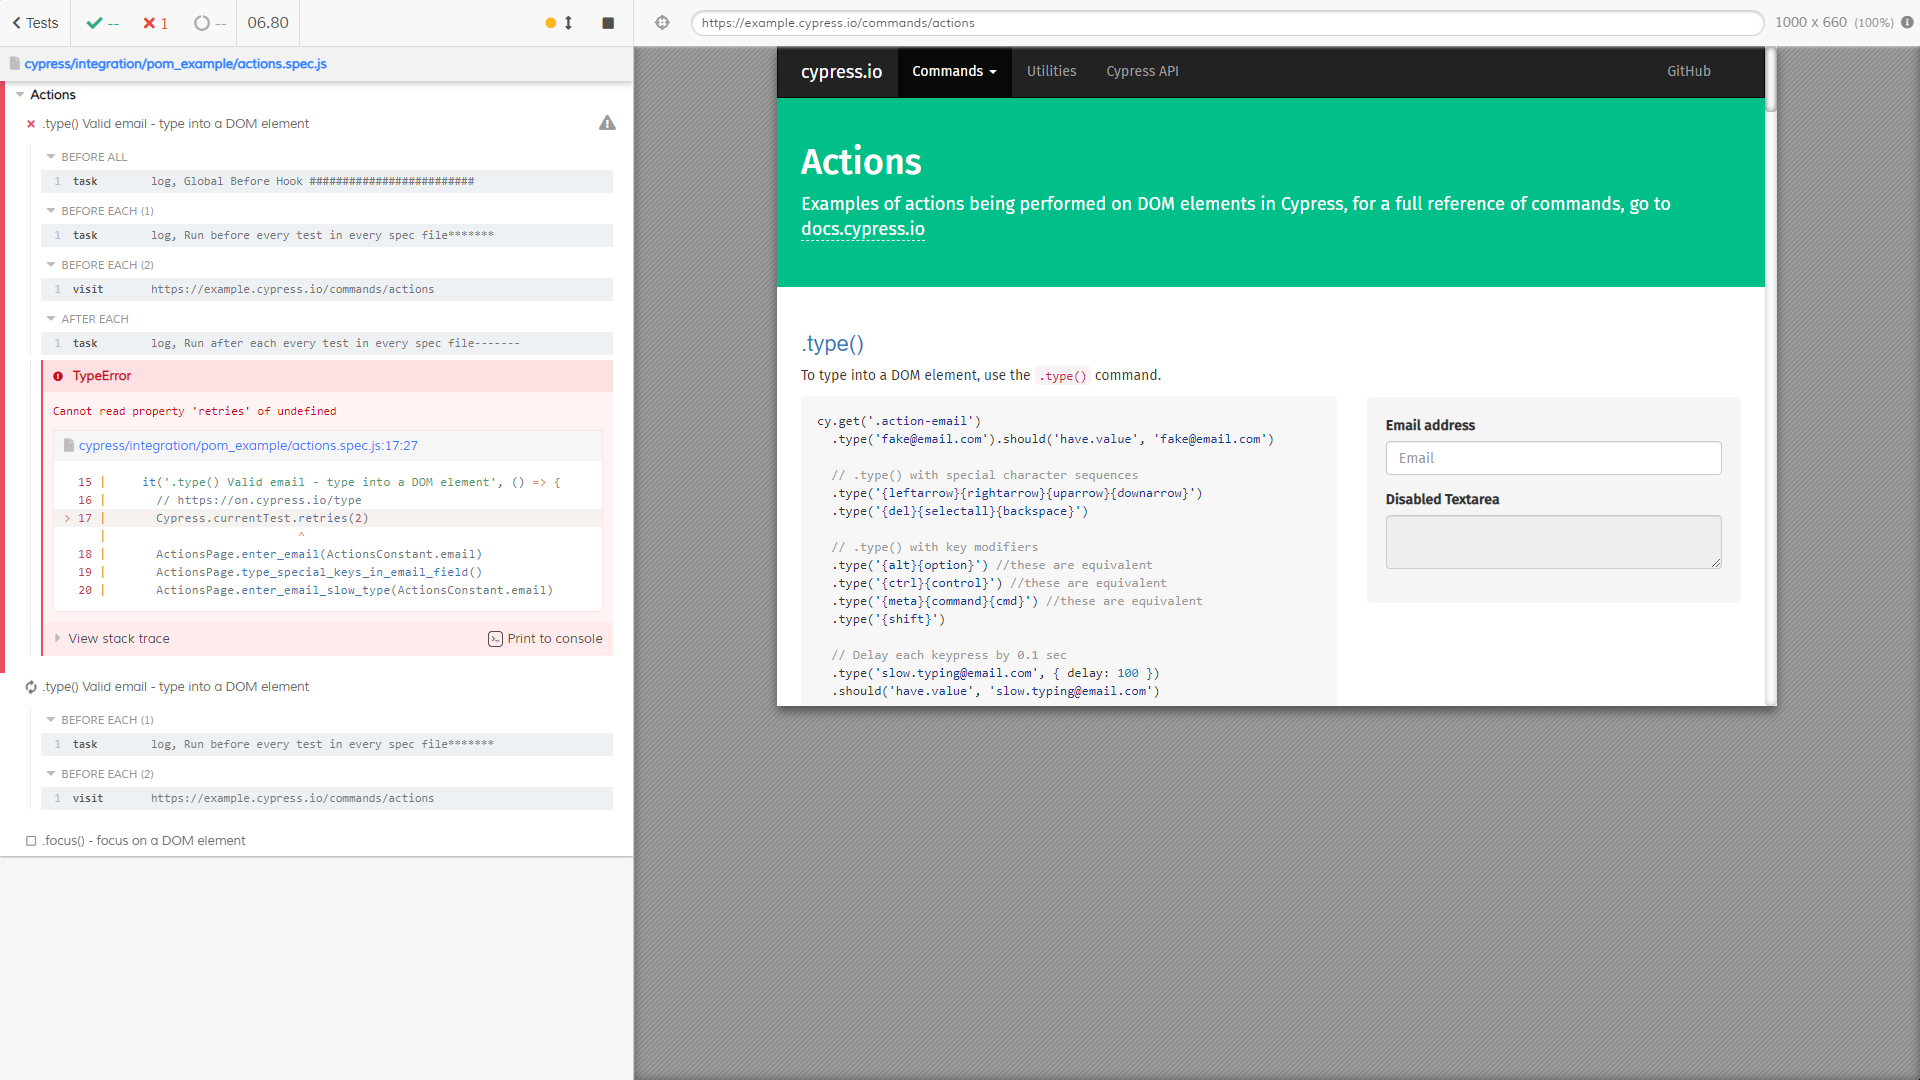 Tests
--
1
--
06.80
cypress/integration/pom_example/actions.spec.js
Actions
.type() Valid email - type into a DOM element
BEFORE ALL
1 task log, Global Before Hook #########################
BEFORE EACH (1)
1 task log, Run before every test in every spec file*******
BEFORE EACH (2)
1 visit https://example.cypress.io/commands/actions
AFTER EACH
1 task log, Run after each every test in every spec file-------
TypeError
Cannot read property 'retries' of undefined
cypress/integration/pom_example/actions.spec.js:17:27
15 | it('.type() Valid email - type into a DOM element', () => {
16 | // https://on.cypress.io/type
> 17 | Cypress.currentTest.retries(2)
| ^
18 | ActionsPage.enter_email(ActionsConstant.email)
19 | ActionsPage.type_special_keys_in_email_field()
20 | ActionsPage.enter_email_slow_type(ActionsConstant.email)
View stack trace
Print to console
.type() Valid email - type into a DOM element
BEFORE EACH (1)
1 task log, Run before every test in every spec file*******
BEFORE EACH (2)
1 visit https://example.cypress.io/commands/actions
.focus() - focus on a DOM element
https://example.cypress.io/commands/actions
1000 x 660 (100%)
cypress.io
Commands
Utilities
Cypress API
GitHub
Actions
Examples of actions being performed on DOM elements in Cypress, for a full reference of commands, go to
docs.cypress.io
.type()
To type into a DOM element, use the .type() command.
cy.get('.action-email')
.type('fake@email.com').should('have.value', 'fake@email.com')
// .type() with special character sequences
.type('{leftarrow}{rightarrow}{uparrow}{downarrow}')
.type('{del}{selectall}{backspace}')
// .type() with key modifiers
.type('{alt}{option}') //these are equivalent
.type('{ctrl}{control}') //these are equivalent
.type('{meta}{command}{cmd}') //these are equivalent
.type('{shift}')
// Delay each keypress by 0.1 sec
.type('slow.typing@email.com', { delay: 100 })
.should('have.value', 'slow.typing@email.com')
Email address
Email
Disabled Textarea